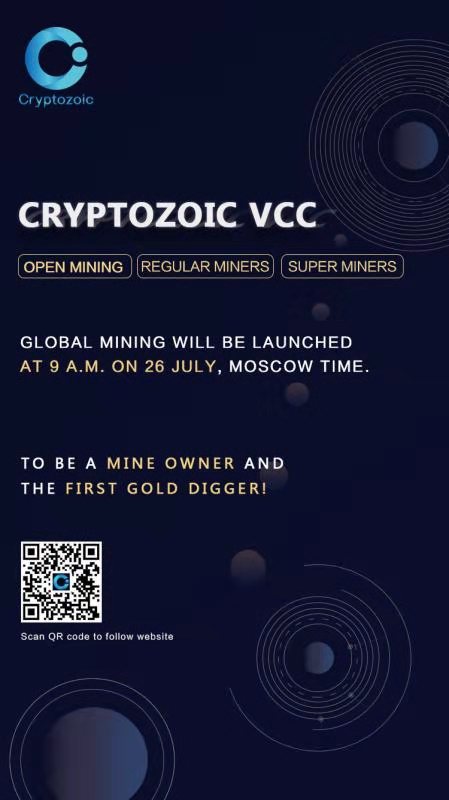 Cryptozoic
CRYPTOZOIC VCC
OPEN MINING
REGULAR MINERS
SUPER MINERS
GLOBAL MINING WILL BE LAUNCHED
AT 9 A.M. ON 26 JULY, MOSCOW TIME.
TO BE A MINE OWNER AND
THE FIRST GOLD DIGGER!
Scan QR code to follow website